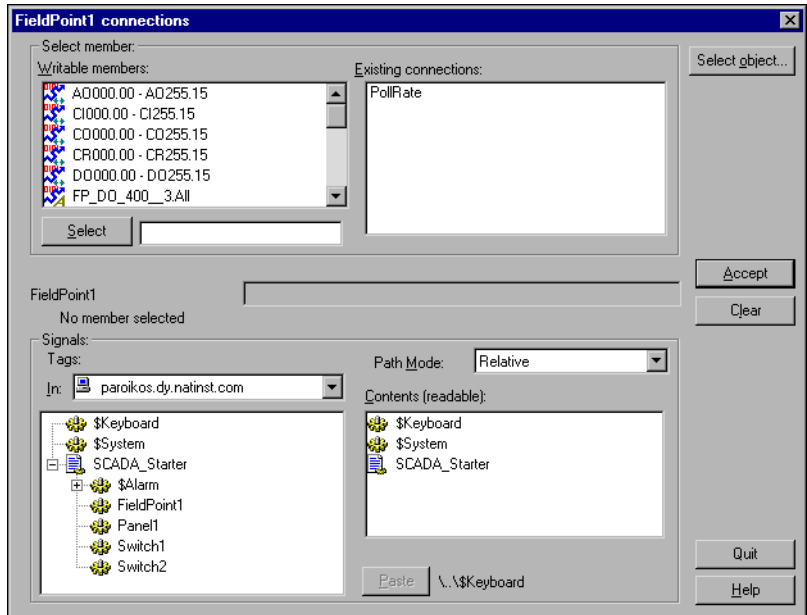 FieldPoint1 connections
Select member:
Writable members:
AO000.00 - AO255.15
CI000.00 - CI255.15
CO000.00 - CO255.15
CR000.00 - CR255.15
DO000.00 - DO255.15
FP_DO_400__3.All
Select
Existing connections:
PollRate
Select object...
Accept
Clear
FieldPoint1
No member selected
Signals:
Tags:
In: paroikos.dy.natinst.com
$Keyboard
$System
SCADA_Starter
$Alarm
FieldPoint1
Panel1
Switch1
Switch2
Path Mode: Relative
Contents (readable):
$Keyboard
$System
SCADA_Starter
Paste \..\$Keyboard
Quit
Help